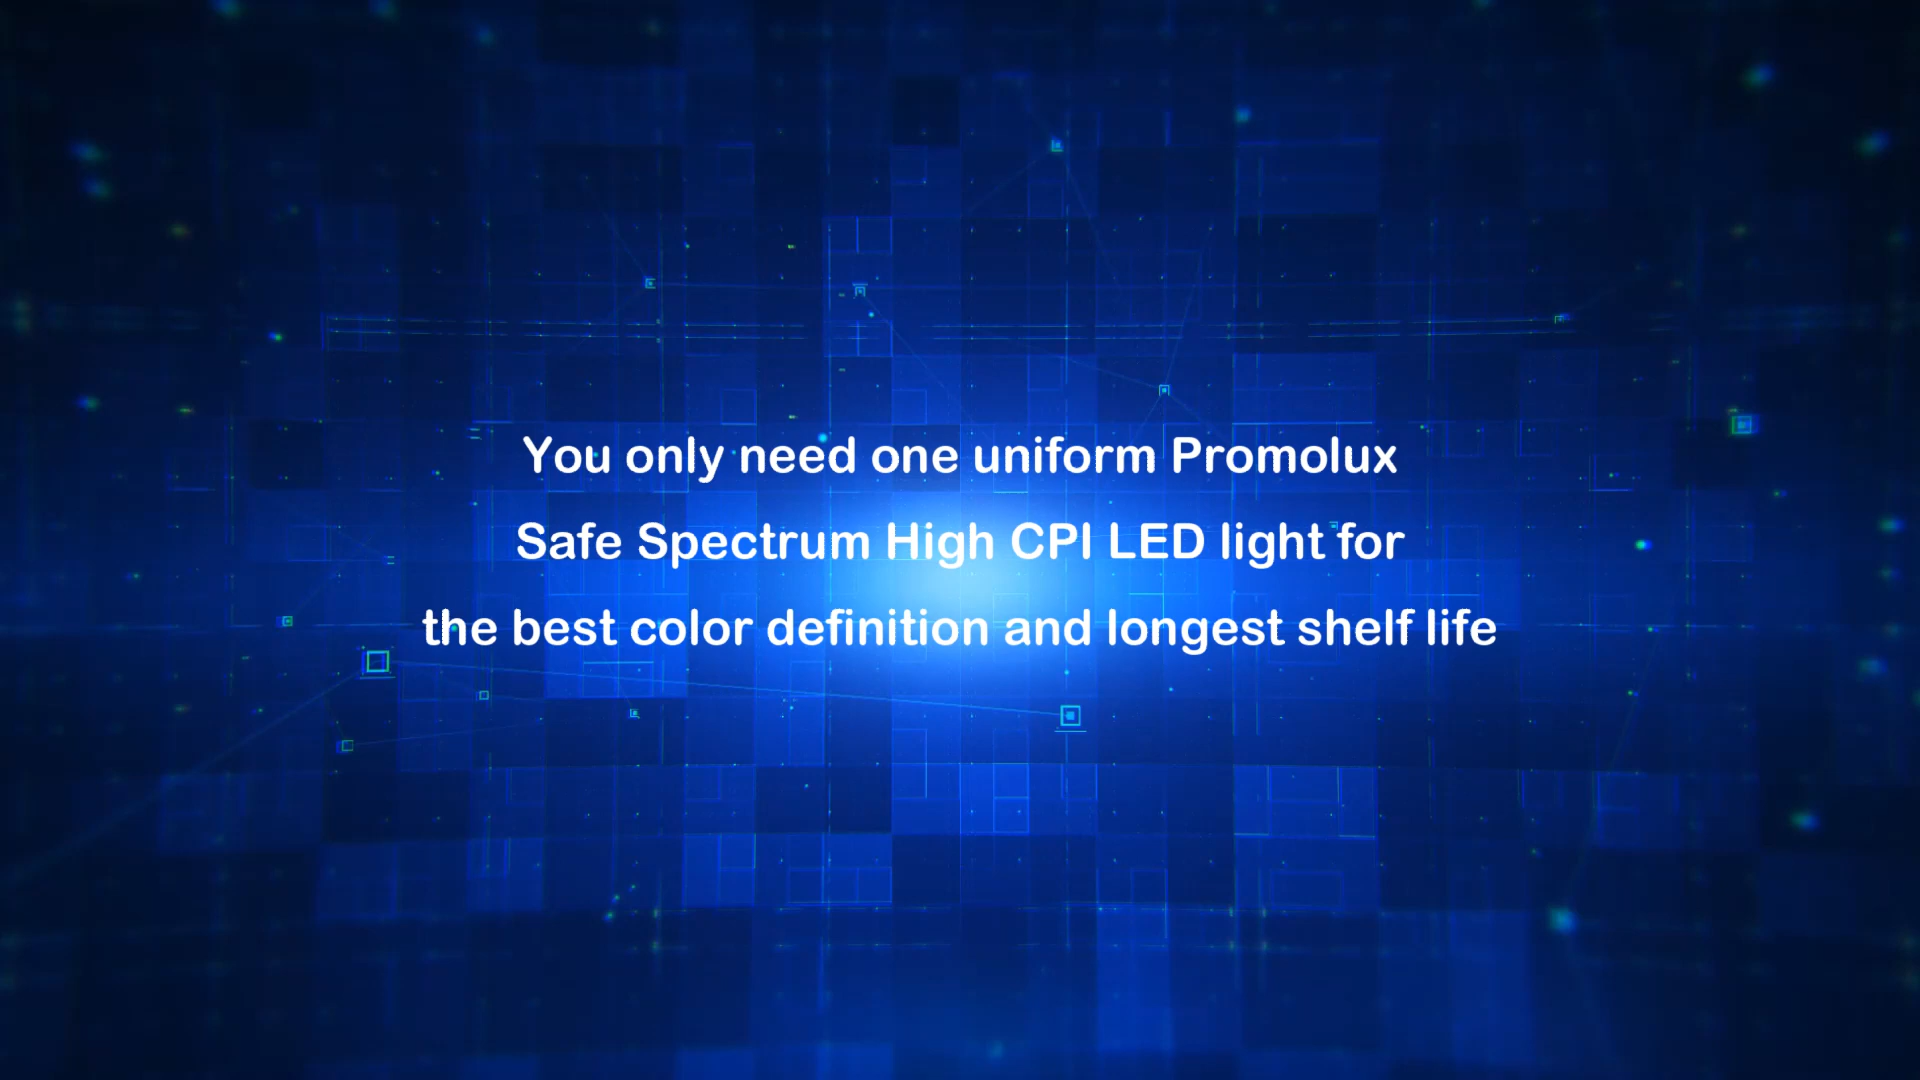 You only need one uniform Promolux
Safe Spectrum High CPI LED light for
the best color definition and longest shelf life